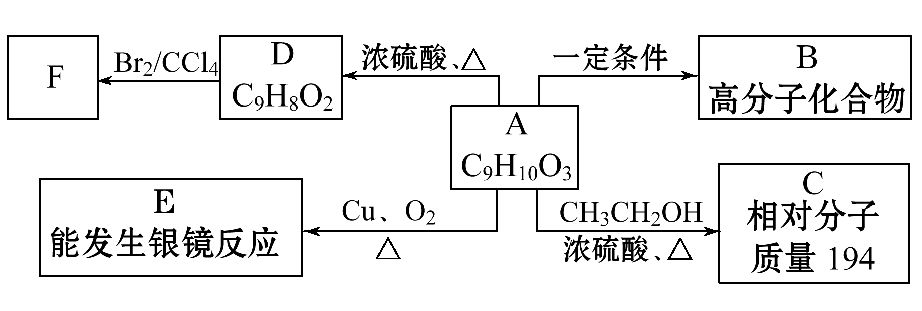 F
Br₂/CCl₄
D
C₉H₈O₂
浓硫酸、△
一定条件
B
高分子化合物
A
C₉H₁₀O₃
E
能发生银镜反应
Cu、O₂
△
CH₃CH₂OH
浓硫酸、△
C
相对分子
质量 194